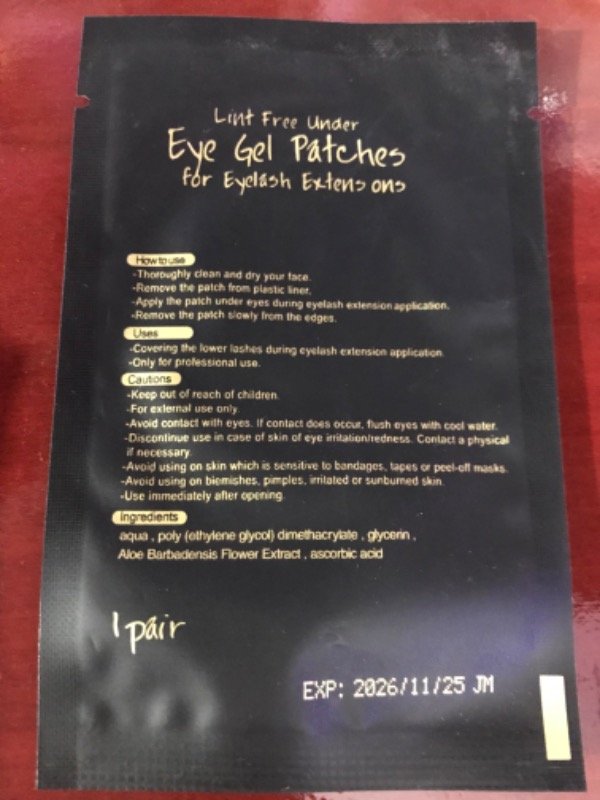 Lint Free Under
Eye Gel Patches
for Eyelash Extensions
How to use
-Thoroughly clean and dry your face.
-Remove the patch from plastic liner.
-Apply the patch under eyes during eyelash extension application.
-Remove the patch slowly from the edges.
Uses
-Covering the lower lashes during eyelash extension application.
-Only for professional use.
Cautions
-Keep out of reach of children.
-For external use only.
-Avoid contact with eyes. If contact does occur, flush eyes with cool water.
-Discontinue use in case of skin of eye irritation/redness. Contact a physical
if necessary.
-Avoid using on skin which is sensitive to bandages, tapes or peel-off masks.
-Avoid using on blemishes, pimples, irritated or sunburned skin.
-Use immediately after opening.
Ingredients
aqua , poly (ethylene glycol) dimethacrylate , glycerin ,
Aloe Barbadensis Flower Extract , ascorbic acid
1 pair
EXP: 2026/11/25 JM